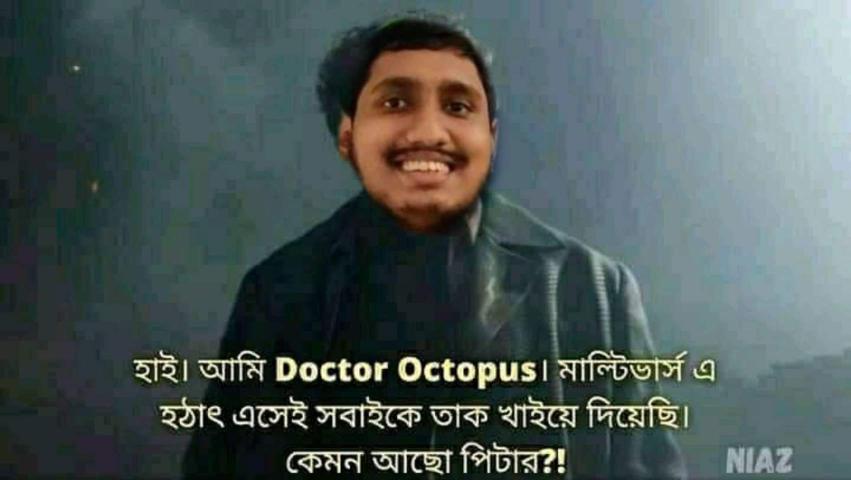 হাই। আমি Doctor Octopus। মাল্টিভার্স এ
হঠাৎ এসেই সবাইকে তাক খাইয়ে দিয়েছি।
কেমন আছো পিটার?!
NIAZ